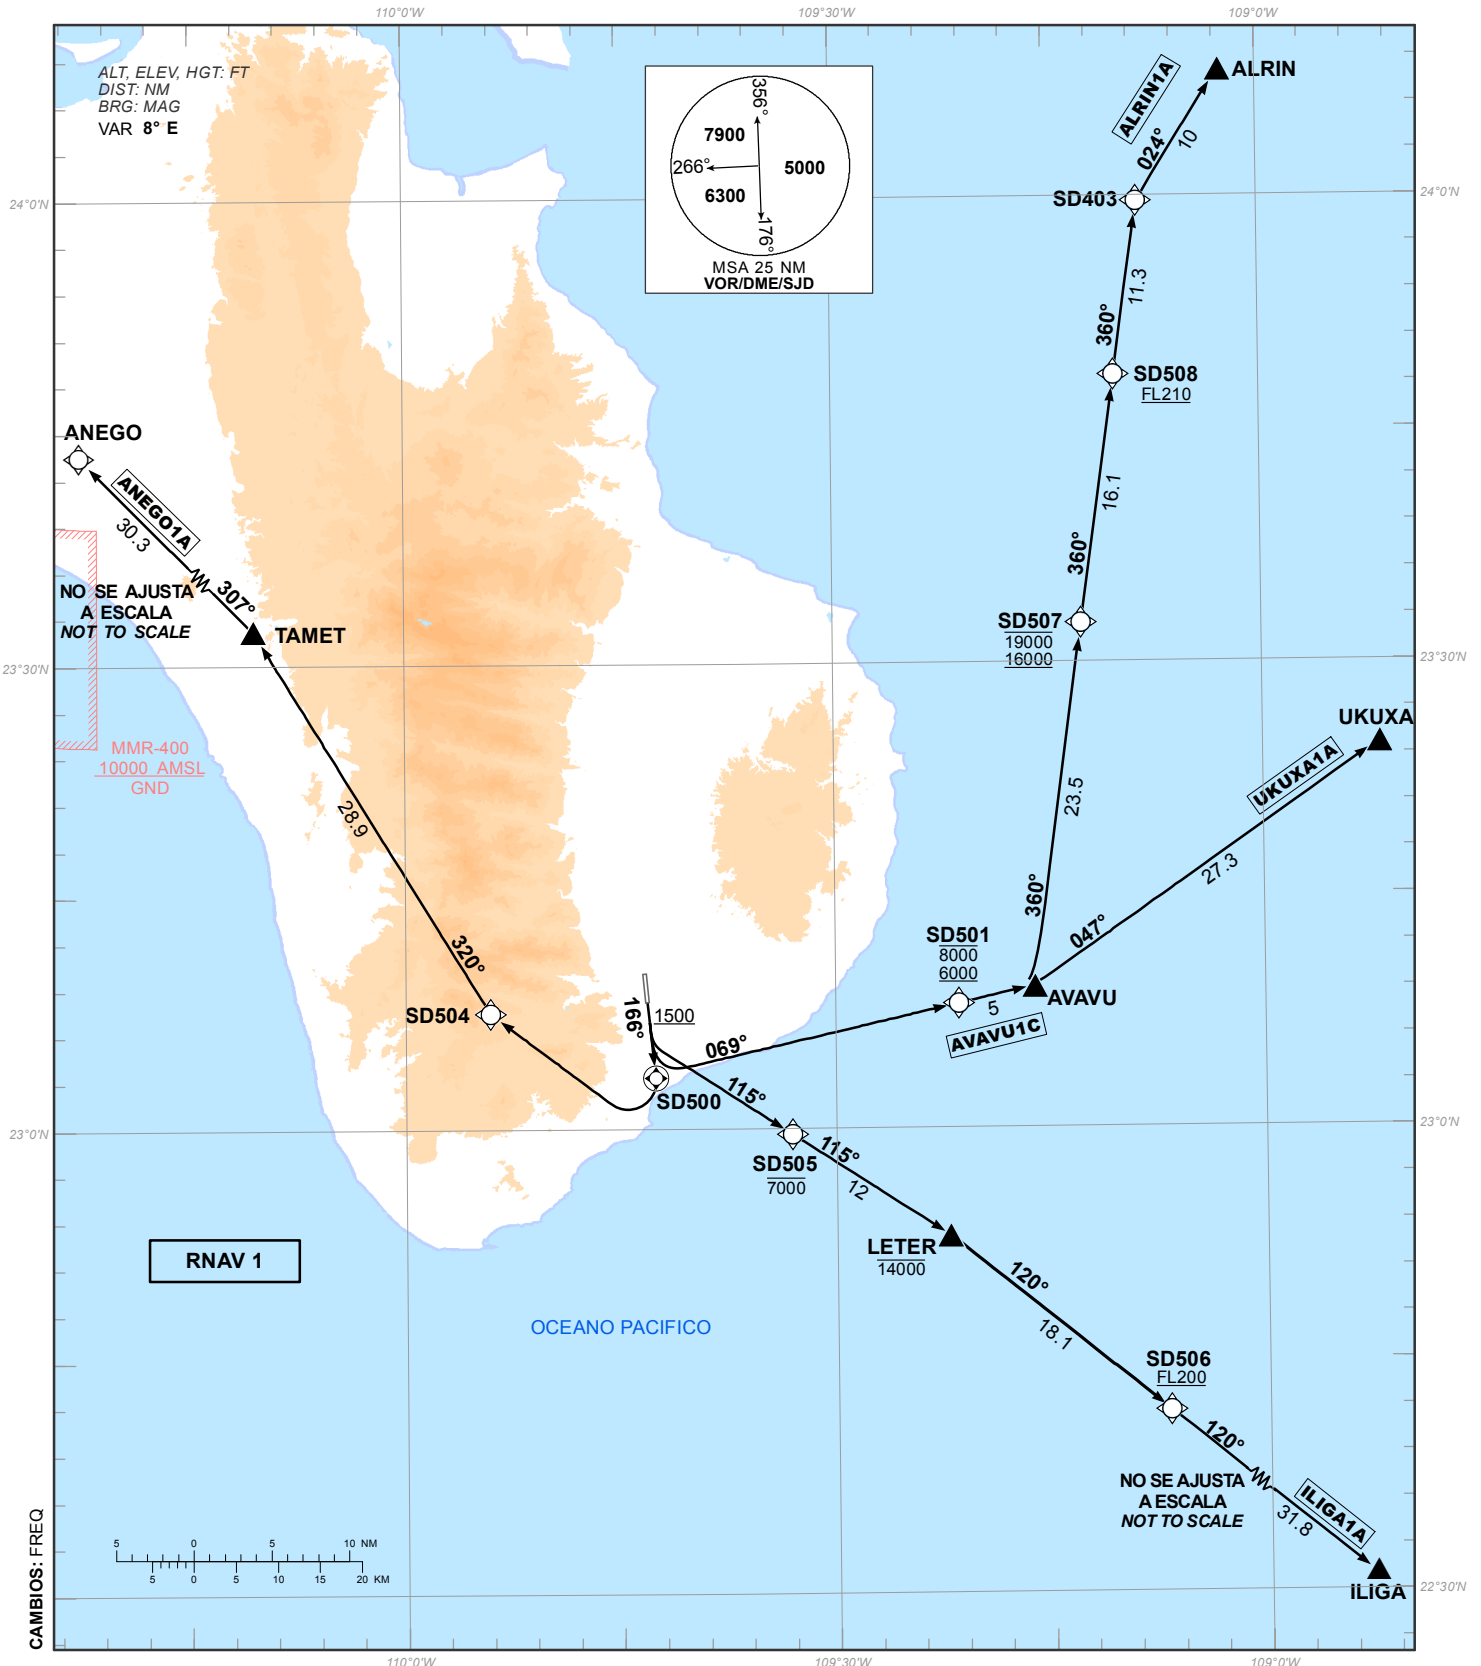 110°0'W
109°30'W
109°0'W
ALT, ELEV, HGT: FT
DIST: NM
BRG: MAG
VAR 8° E
356°
7900
266°
5000
6300
176°
MSA 25 NM
VOR/DME/SJD
ALRIN
ALRIN1A
024°
10
24°0'N
24°0'N
SD403
11.3
360°
SD508
FL210
ANEGO
ANEGO1A
30.3
16.1
360°
NO SE AJUSTA
A ESCALA
NOT TO SCALE
307°
TAMET
SD507
19000
16000
23°30'N
23°30'N
UKUXA
UKUXA1A
MMR-400
10000 AMSL
GND
28.9
23.5
27.3
360°
047°
320°
SD501
8000
6000
AVAVU
5
AVAVU1C
SD504
166°
1500
069°
SD500
115°
23°0'N
23°0'N
SD505
7000
115°
12
LETER
14000
RNAV 1
120°
18.1
OCEANO PACIFICO
SD506
FL200
120°
NO SE AJUSTA
A ESCALA
NOT TO SCALE
ILIGA1A
31.8
ILIGA
22°30'N
CAMBIOS: FREQ
5 0 5 10 NM
5 0 5 10 15 20 KM
110°0'W
109°30'W
109°0'W